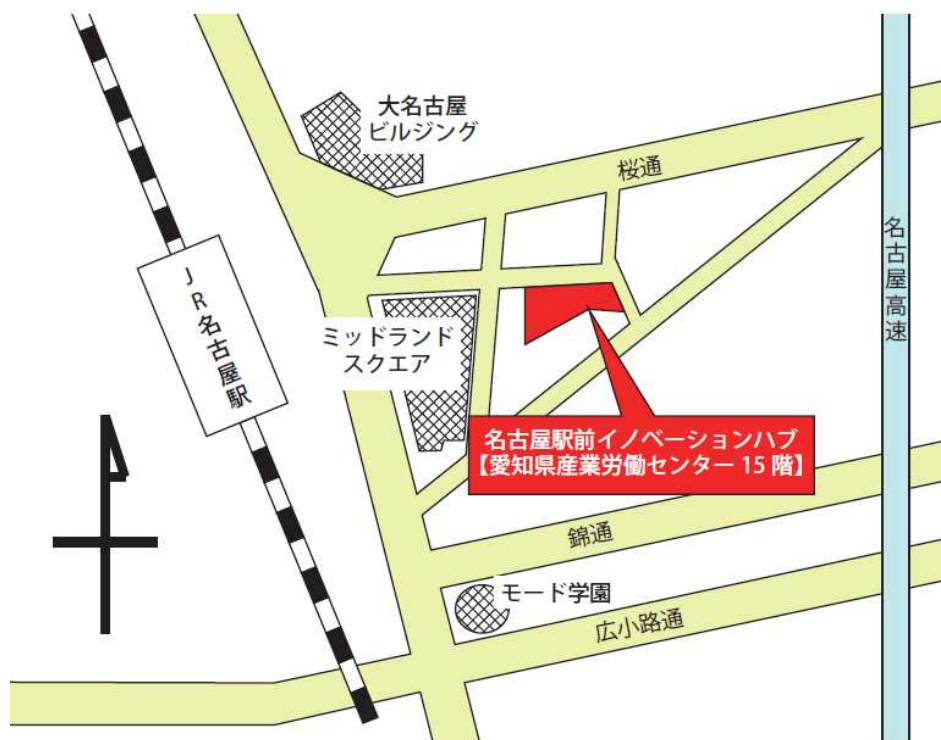 大名古屋
ビルジング
桜通
名古屋高速
JR名古屋駅
ミッドランド
スクエア
名古屋駅前イノベーションハブ
【愛知県産業労働センター 15 階】
錦通
モード学園
広小路通